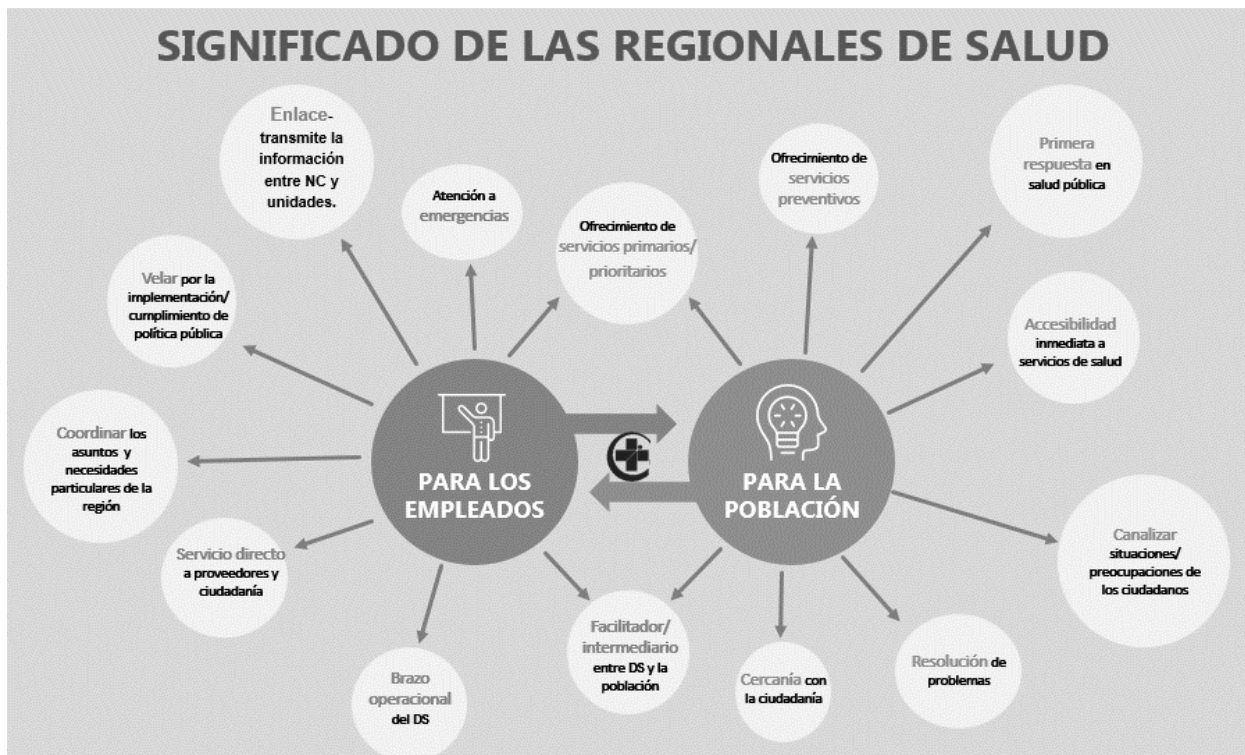 SIGNIFICADO DE LAS REGIONALES DE SALUD
Enlace-
transmite la
información
entre NC y
unidades.
Atención a
emergencias
Ofrecimiento de
servicios primarios/
prioritarios
Ofrecimiento de
servicios
preventivos
Primera
respuesta en
salud pública
Velar por la
implementación/
cumplimiento de
política pública
Accesibilidad
inmediata a
servicios de salud
Coordinar los
asuntos y
necesidades
particulares de la
región
PARA LOS
EMPLEADOS
PARA LA
POBLACIÓN
Canalizar
situaciones/
preocupaciones de
los ciudadanos
Servicio directo
a proveedores y
ciudadanía
Brazo
operacional
del DS
Facilitador/
intermediario
entre DS y la
población
Cercanía con
la ciudadanía
Resolución de
problemas